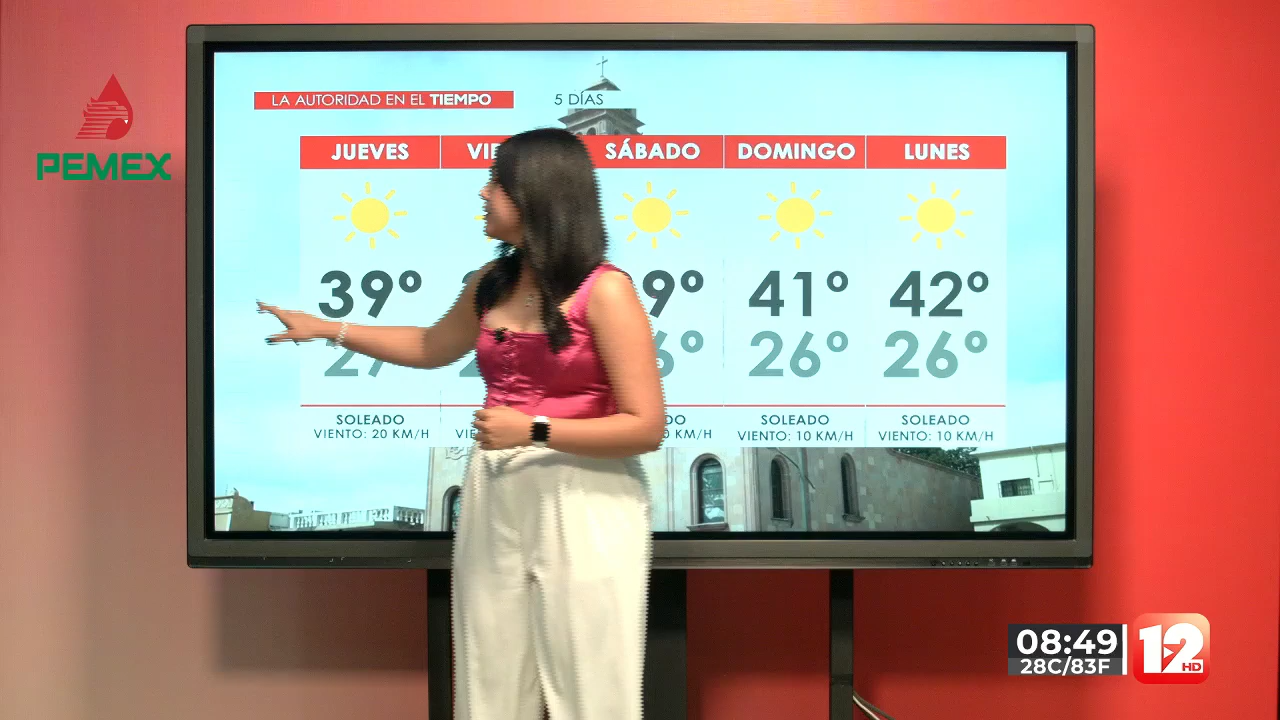 PEMEX
LA AUTORIDAD EN EL TIEMPO
5 DÍAS
JUEVES
SÁBADO
DOMINGO
LUNES
39°
41°
42°
26°
26°
SOLEADO
VIENTO: 20 KM/H
SOLEADO
VIENTO: 10 KM/H
SOLEADO
VIENTO: 10 KM/H
08:49
28C/83F
12
HD